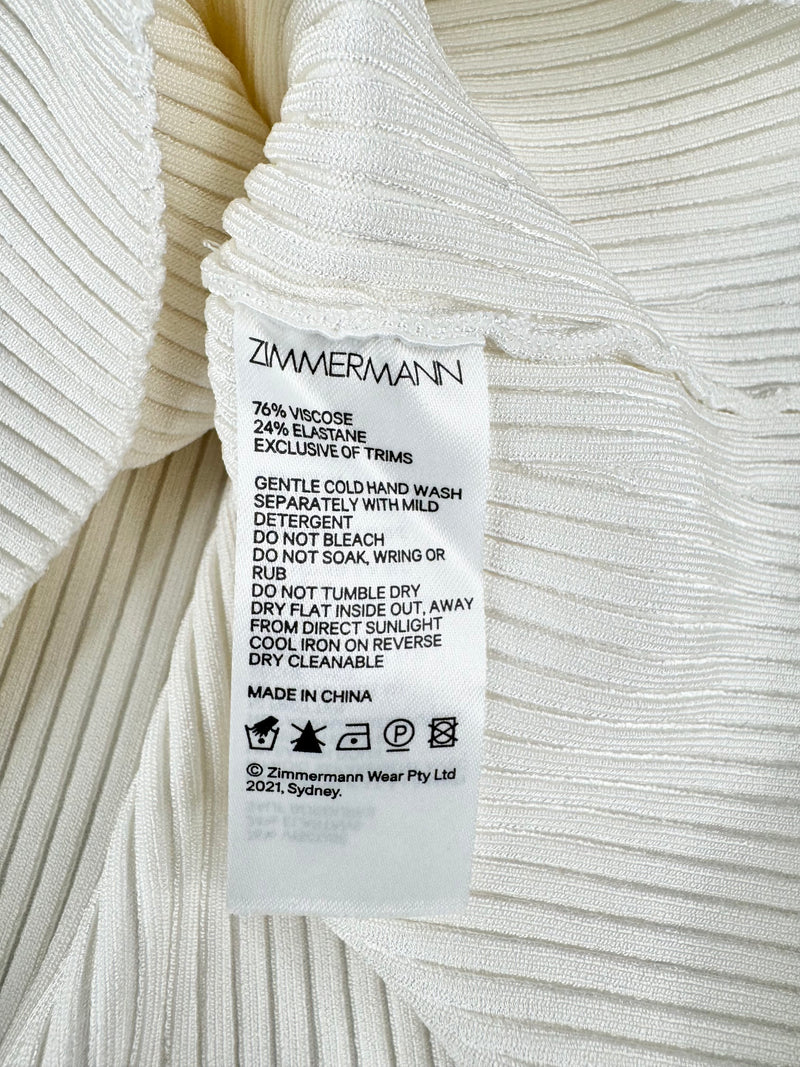 ZIMMERMANN
76% VISCOSE
24% ELASTANE
EXCLUSIVE OF TRIMS
GENTLE COLD HAND WASH
SEPARATELY WITH MILD
DETERGENT
DO NOT BLEACH
DO NOT SOAK, WRING OR
RUB
DO NOT TUMBLE DRY
DRY FLAT INSIDE OUT, AWAY
FROM DIRECT SUNLIGHT
COOL IRON ON REVERSE
DRY CLEANABLE
MADE IN CHINA
P
© Zimmermann Wear Pty Ltd
2021, Sydney.